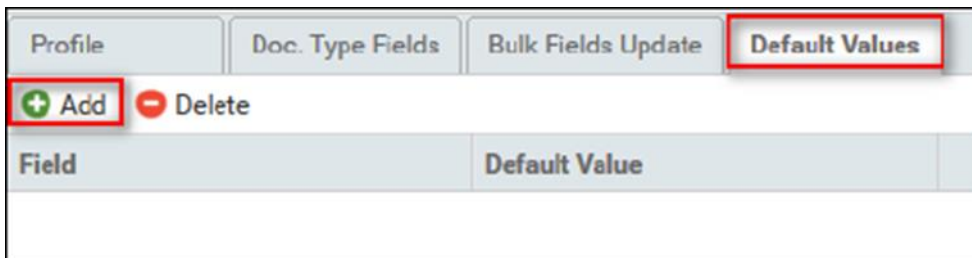 Profile Doc. Type Fields Bulk Fields Update Default Values
Add Delete
Field Default Value